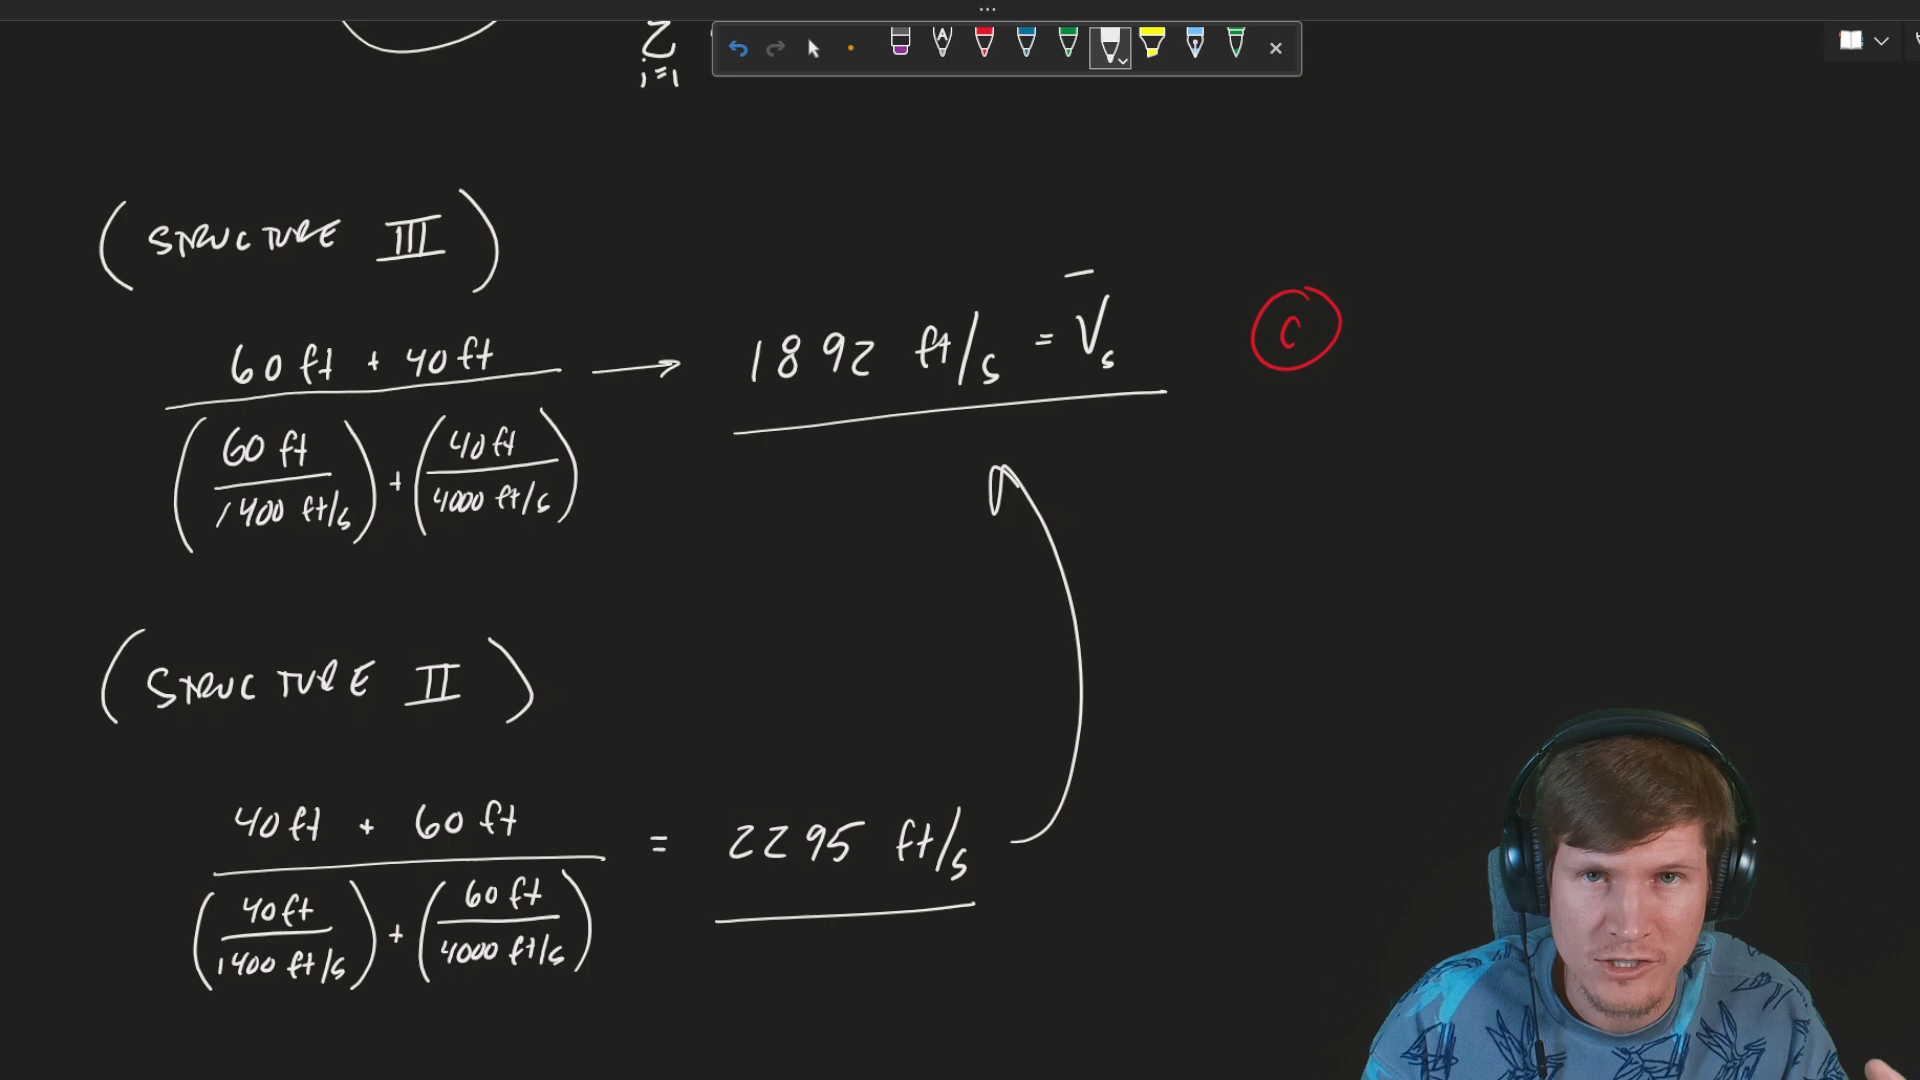 Σ
i=1
(STRUCTURE III)
60 ft + 40 ft
(60 ft / 1400 ft/s) + (40 ft / 4000 ft/s)
→ 1892 ft/s = V̅s
C
(STRUCTURE II)
40 ft + 60 ft
(40 ft / 1400 ft/s) + (60 ft / 4000 ft/s)
= 2295 ft/s